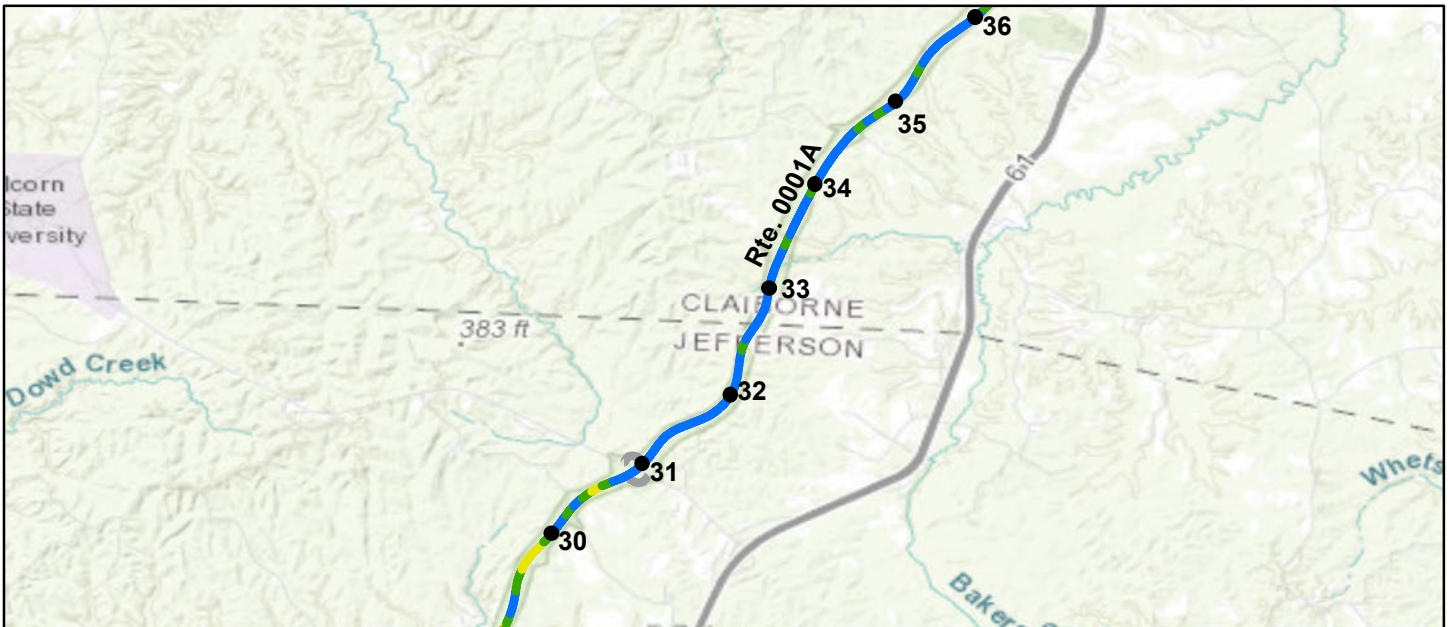 36
35
61
34
Rte. 0001A
lcorn
State
versity
33
CLAIBORNE
383 ft
JEFFERSON
Dowd Creek
32
31
Whets
30
Bakers